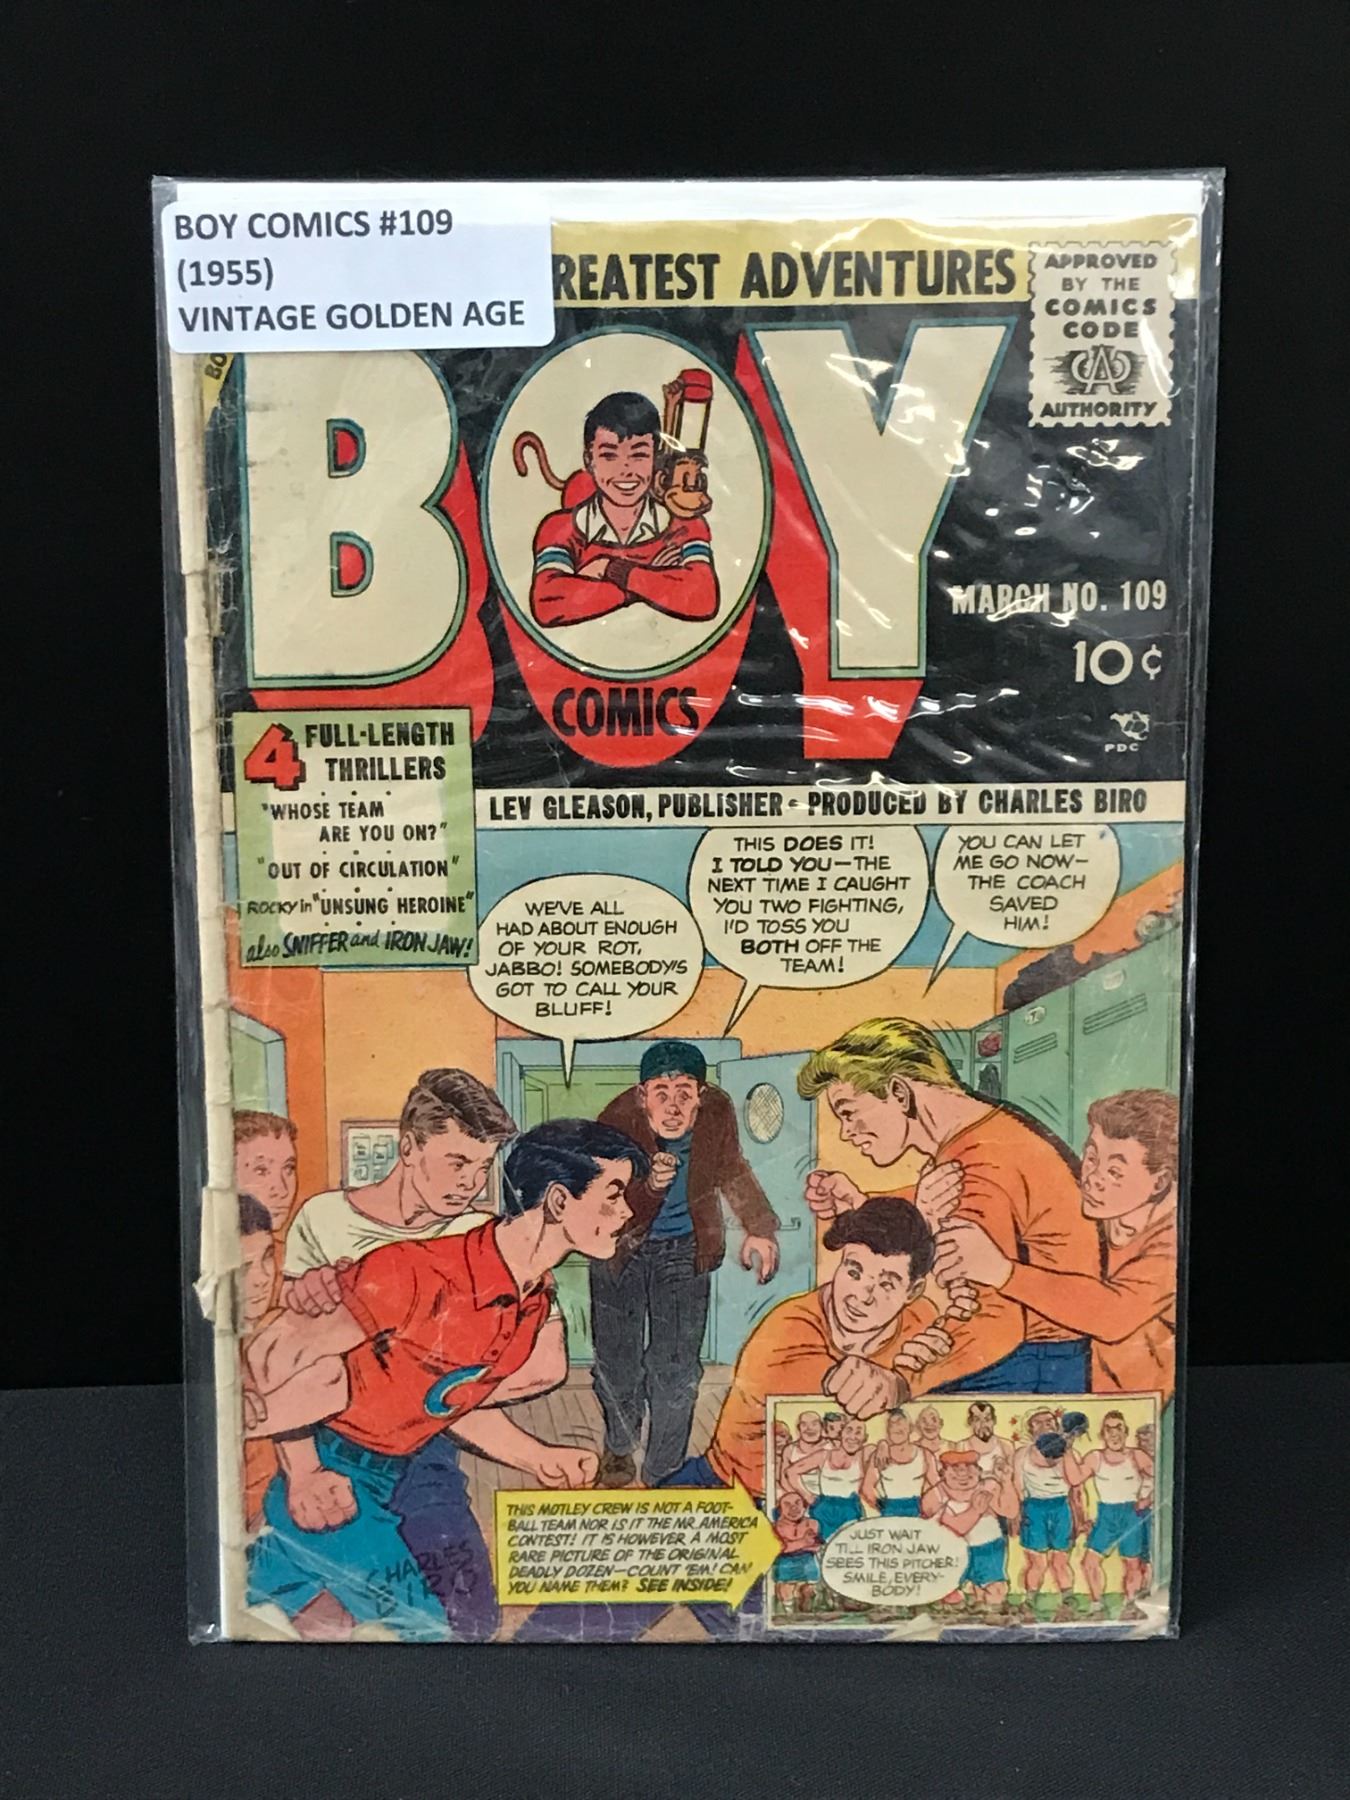 BOY COMICS #109
(1955)
VINTAGE GOLDEN AGE
REATEST ADVENTURES
APPROVED
BY THE
COMICS
CODE
CA
AUTHORITY
BO
BOY
COMICS
MARCH NO. 109
10¢
PDC
4 FULL-LENGTH
THRILLERS
"WHOSE TEAM
ARE YOU ON?"
"OUT OF CIRCULATION"
ROCKY in "UNSUNG HEROINE"
also SNIFFER and IRON JAW!
LEV GLEASON, PUBLISHER • PRODUCED BY CHARLES BIRO
WE'VE ALL
HAD ABOUT ENOUGH
OF YOUR ROT,
JABBO! SOMEBODY'S
GOT TO CALL YOUR
BLUFF!
THIS DOES IT!
I TOLD YOU—THE
NEXT TIME I CAUGHT
YOU TWO FIGHTING,
I'D TOSS YOU
BOTH OFF THE
TEAM!
YOU CAN LET
ME GO NOW—
THE COACH
SAVED
HIM!
7
C
CHARLES
BIRO
THIS MOTLEY CREW IS NOT A FOOT-
BALL TEAM NOR IS IT THE MR. AMERICA
CONTEST! IT IS HOWEVER A MOST
RARE PICTURE OF THE ORIGINAL
DEADLY DOZEN—COUNT 'EM! CAN
YOU NAME THEM? SEE INSIDE!
JUST WAIT
TILL IRON JAW
SEES THIS PITCHER!
SMILE, EVERY-
BODY!